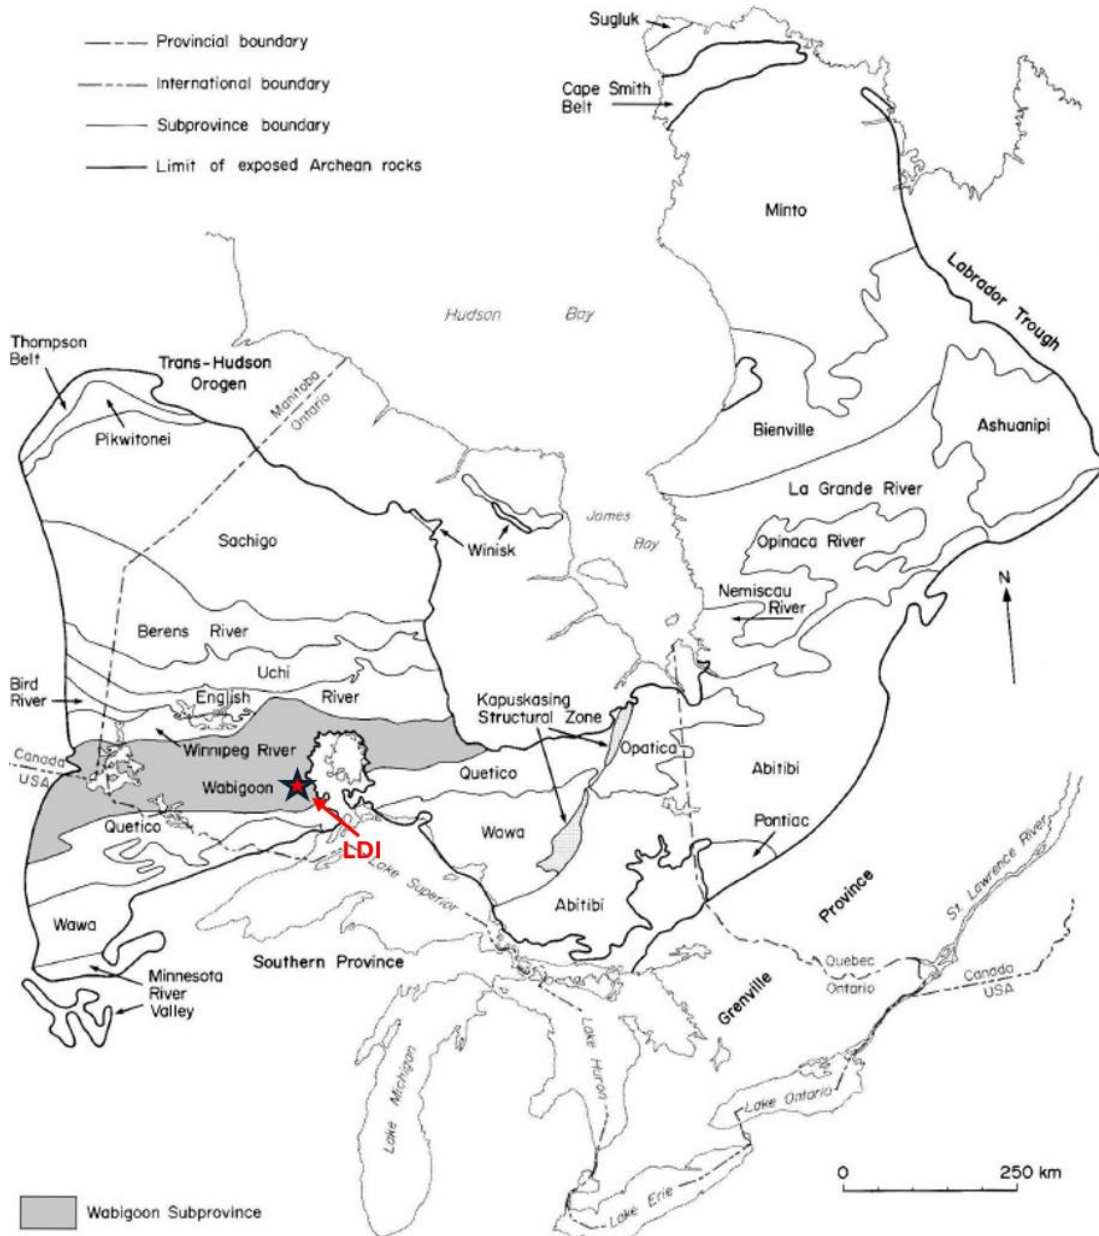 Provincial boundary
International boundary
Subprovince boundary
Limit of exposed Archean rocks
Sugluk
Cape Smith
Belt
Minto
Labrador Trough
Hudson Bay
Thompson
Belt
Trans-Hudson
Orogen
Manitoba
Ontario
Pikwitonei
Bienville
Ashuanipi
La Grande River
James
Bay
Sachigo
Winisk
Opinaca River
Nemiscau
River
N
Berens River
Uchi
Bird
River
English
River
Kapuskasing
Structural Zone
Winnipeg River
Opatica
Canada
USA
Wabigoon
Quetico
Abitibi
Quetico
LDI
Wawa
Pontiac
Lake Superior
Wawa
Abitibi
Province
St. Lawrence River
Minnesota
River
Valley
Southern Province
Quebec
Ontario
Canada
USA
Grenville
Lake Michigan
Lake Huron
Lake Ontario
Lake Erie
0 250 km
Wabigoon Subprovince